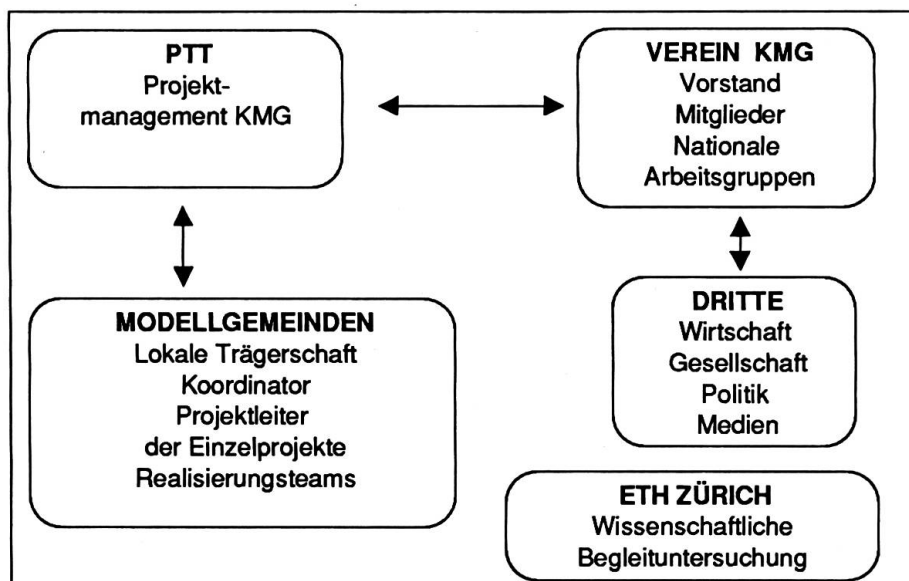 PTT
Projekt-
management KMG
VEREIN KMG
Vorstand
Mitglieder
Nationale
Arbeitsgruppen
MODELLGEMEINDEN
Lokale Trägerschaft
Koordinator
Projektleiter
der Einzelprojekte
Realisierungsteams
DRITTE
Wirtschaft
Gesellschaft
Politik
Medien
ETH ZÜRICH
Wissenschaftliche
Begleituntersuchung